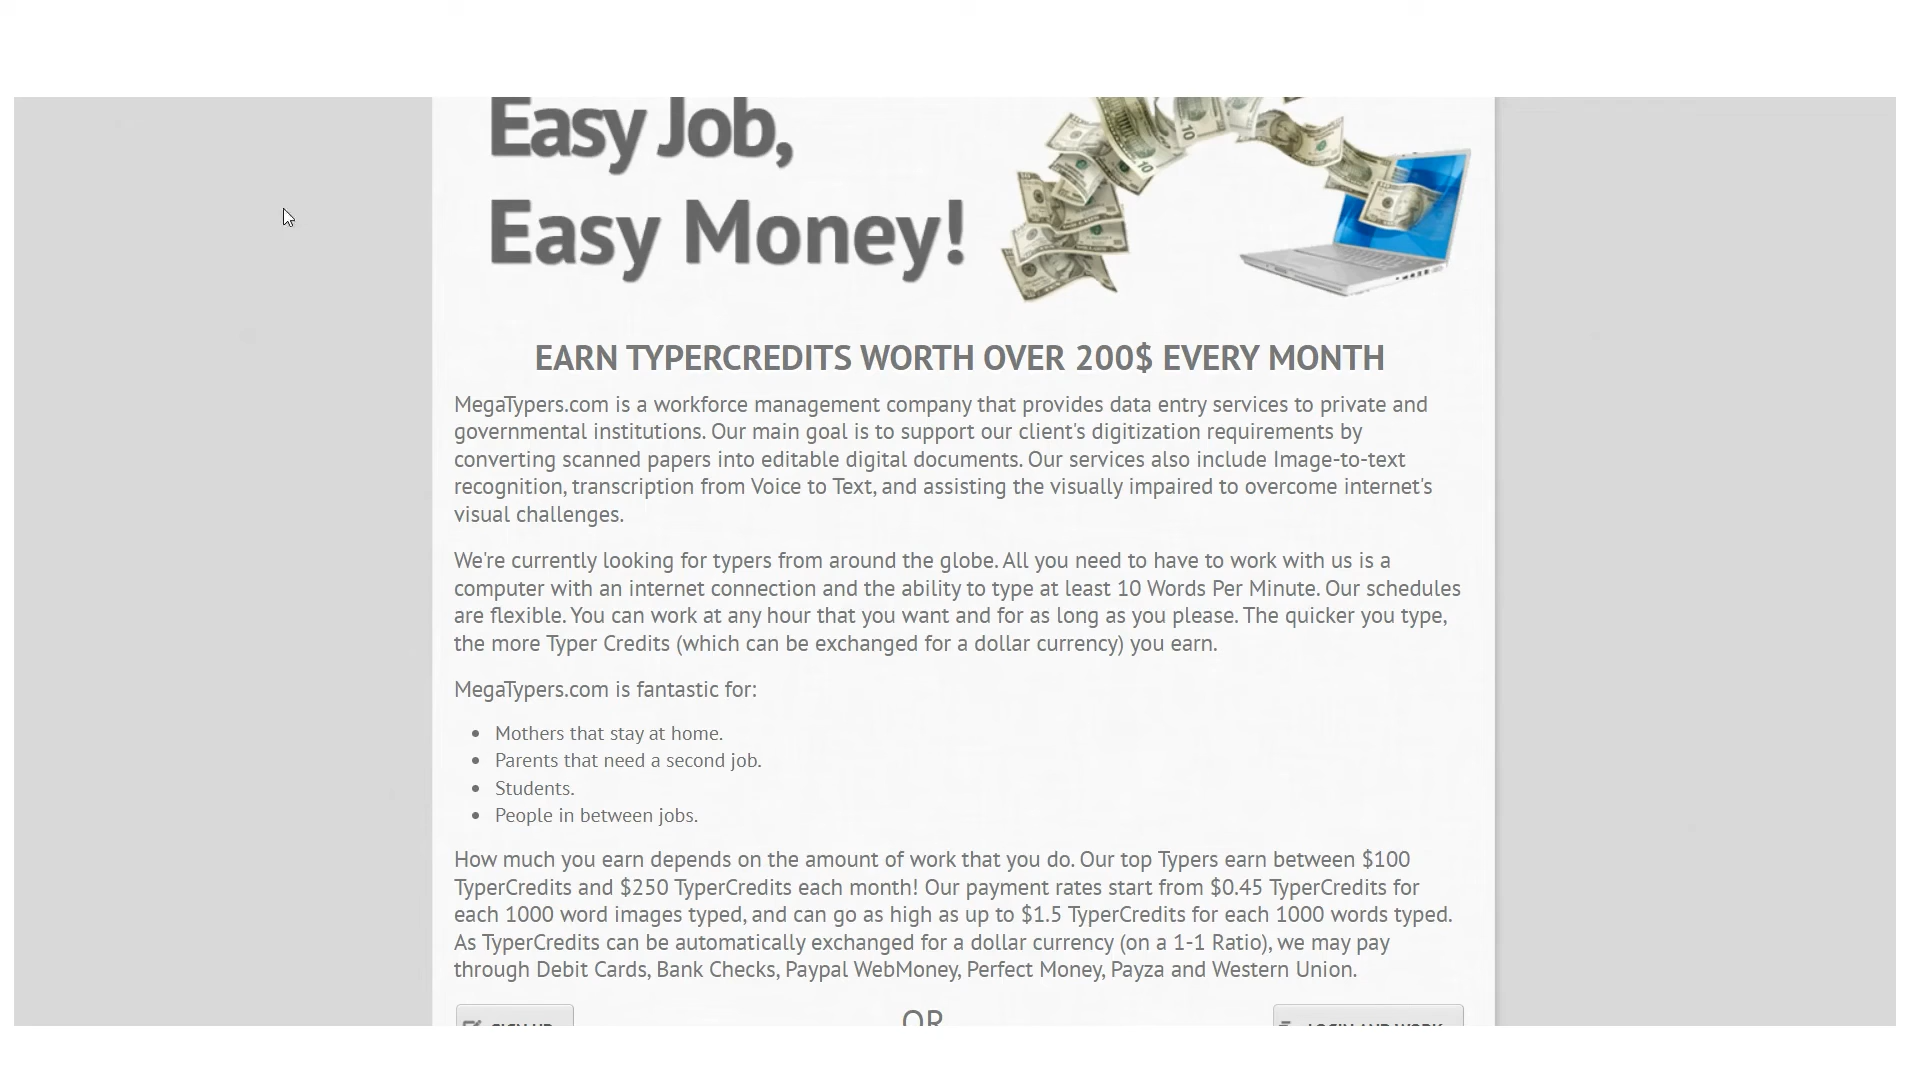 Easy Job,
Easy Money!
EARN TYPERCREDITS WORTH OVER 200$ EVERY MONTH
MegaTypers.com is a workforce management company that provides data entry services to private and
governmental institutions. Our main goal is to support our client's digitization requirements by
converting scanned papers into editable digital documents. Our services also include Image-to-text
recognition, transcription from Voice to Text, and assisting the visually impaired to overcome internet's
visual challenges.
We're currently looking for typers from around the globe. All you need to have to work with us is a
computer with an internet connection and the ability to type at least 10 Words Per Minute. Our schedules
are flexible. You can work at any hour that you want and for as long as you please. The quicker you type,
the more Typer Credits (which can be exchanged for a dollar currency) you earn.
MegaTypers.com is fantastic for:
• Mothers that stay at home.
• Parents that need a second job.
• Students.
• People in between jobs.
How much you earn depends on the amount of work that you do. Our top Typers earn between $100
TyperCredits and $250 TyperCredits each month! Our payment rates start from $0.45 TyperCredits for
each 1000 word images typed, and can go as high as up to $1.5 TyperCredits for each 1000 words typed.
As TyperCredits can be automatically exchanged for a dollar currency (on a 1-1 Ratio), we may pay
through Debit Cards, Bank Checks, Paypal WebMoney, Perfect Money, Payza and Western Union.
SIGN UP OR LOGIN AND WORK